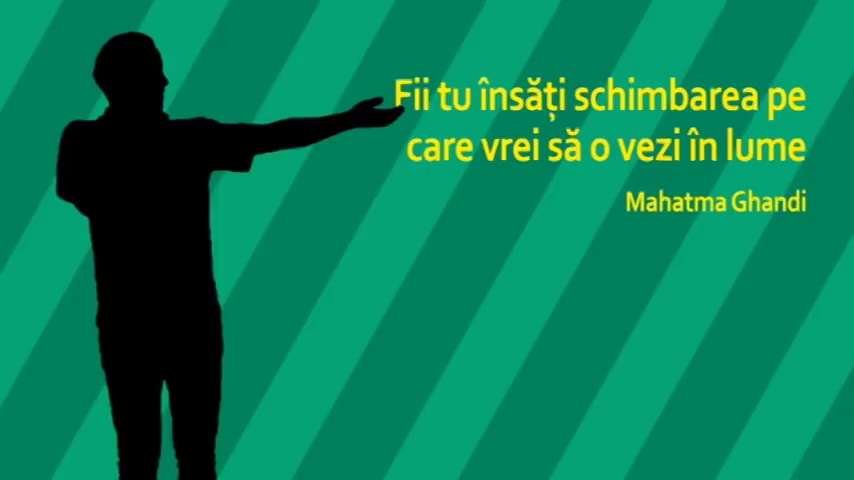 Fii tu însăți schimbarea pe
care vrei să o vezi în lume
Mahatma Ghandi